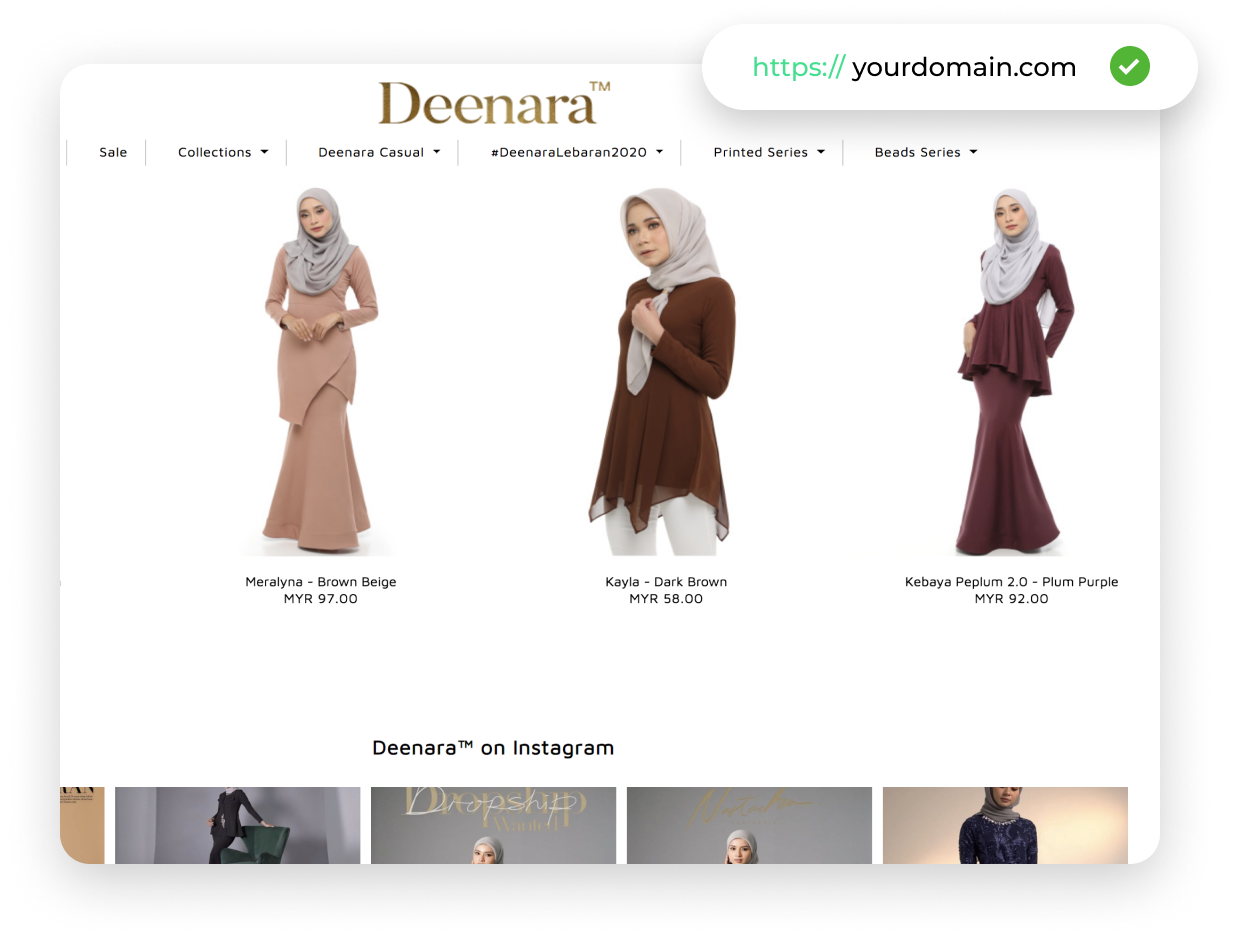 https:// yourdomain.com
Deenara™
Sale
Collections
Deenara Casual
#DeenaraLebaran2020
Printed Series
Beads Series
Meralyna - Brown Beige
MYR 97.00
Kayla - Dark Brown
MYR 58.00
Kebaya Peplum 2.0 - Plum Purple
MYR 92.00
Deenara™ on Instagram
Dropship
Dropship
Wanted